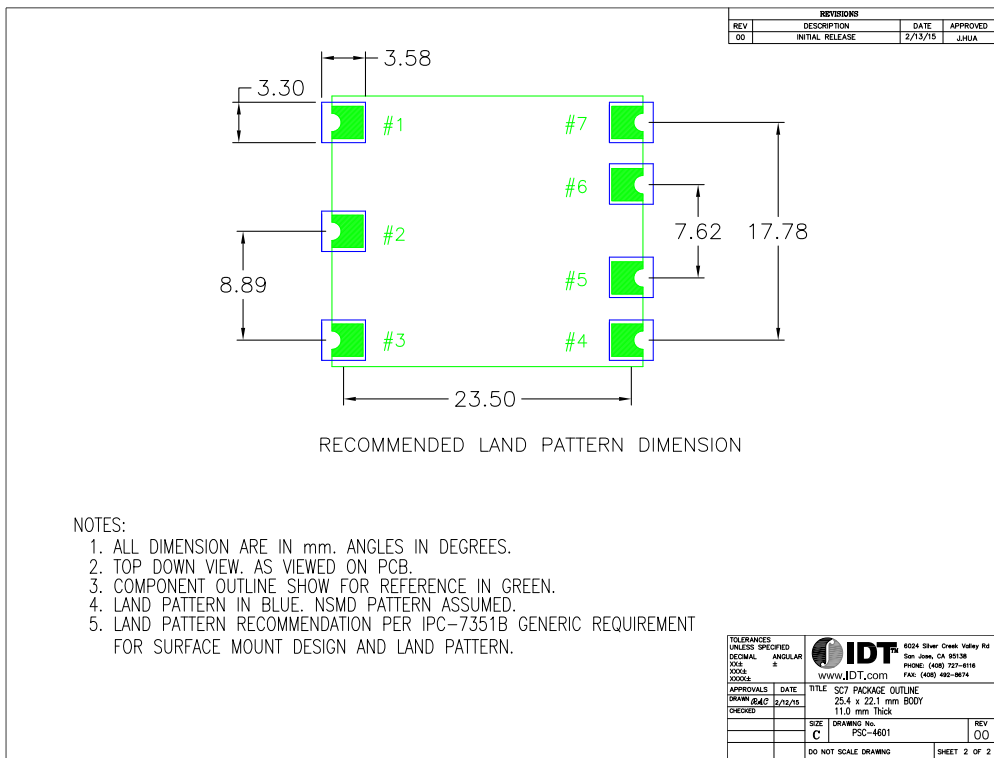 REVISIONS
REV DESCRIPTION DATE APPROVED
00 INITIAL RELEASE 2/13/15 J.HUA
3.58
3.30
#1
#7
#6
#2
7.62
17.78
8.89
#5
#3
#4
23.50
RECOMMENDED LAND PATTERN DIMENSION
NOTES:
1. ALL DIMENSION ARE IN mm. ANGLES IN DEGREES.
2. TOP DOWN VIEW. AS VIEWED ON PCB.
3. COMPONENT OUTLINE SHOW FOR REFERENCE IN GREEN.
4. LAND PATTERN IN BLUE. NSMD PATTERN ASSUMED.
5. LAND PATTERN RECOMMENDATION PER IPC-7351B GENERIC REQUIREMENT
FOR SURFACE MOUNT DESIGN AND LAND PATTERN.
TOLERANCES
UNLESS SPECIFIED
DECIMAL ANGULAR
XX± ±
XXX±
XXXX±
IDT™
www.IDT.com
6024 Silver Creek Valley Rd
San Jose, CA 95138
PHONE: (408) 727-6116
FAX: (408) 492-8674
APPROVALS DATE
DRAWN RAC 2/12/15
CHECKED
TITLE SC7 PACKAGE OUTLINE
25.4 x 22.1 mm BODY
11.0 mm Thick
SIZE DRAWING No. REV
C PSC-4601 00
DO NOT SCALE DRAWING SHEET 2 OF 2